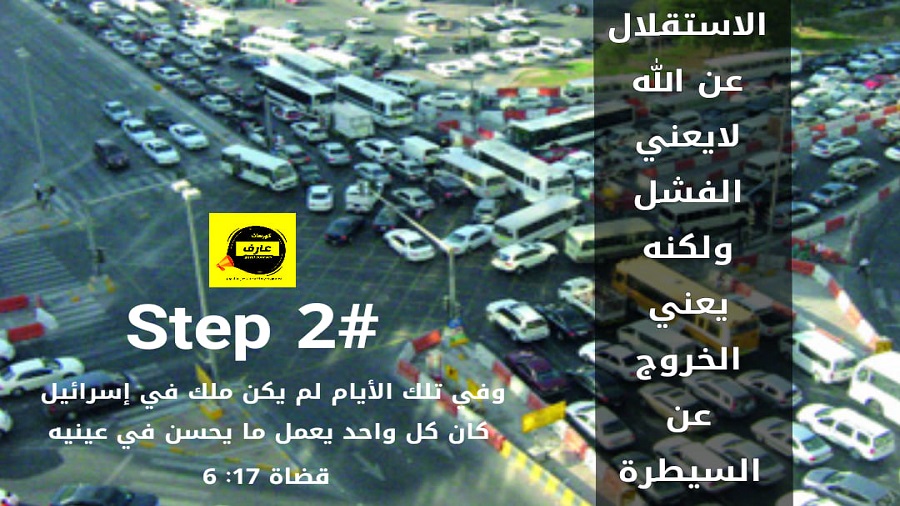 الاستقلال
عن الله
لايعني
الفشل
ولكنه
يعني
الخروج
عن
السيطرة
كورسات
عارف
Step 2#
وفي تلك الأيام لم يكن ملك في إسرائيل
كان كل واحد يعمل ما يحسن في عينيه
قضاة 17: 6